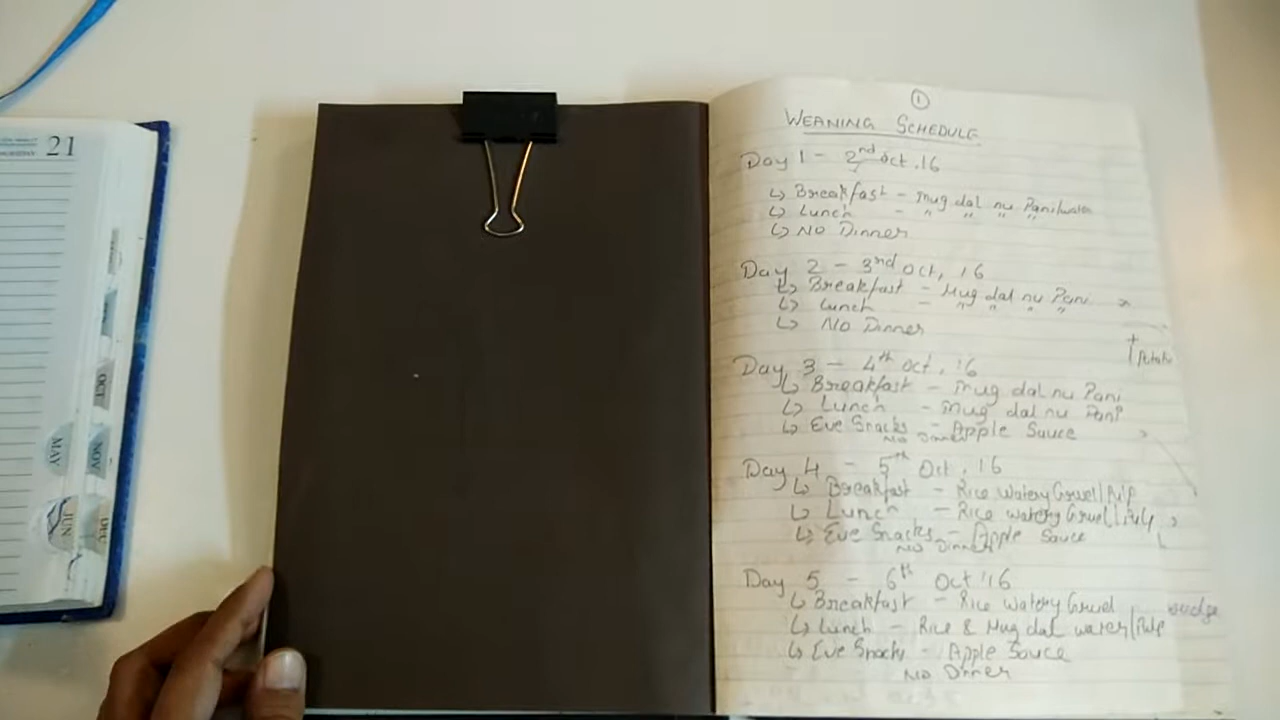 21
OCT
MAY
NOV
JUN
DEC
①
WEANING SCHEDULE
Day 1 - 2nd Oct.16
↳ Breakfast - mug dal nu Pani/water
↳ Lunch - " " " "
↳ NO Dinner
Day 2 - 3rd Oct, 16
↳ Breakfast - Mug dal nu Pani
↳ Lunch - " " " "
↳ NO Dinner
Day 3 - 4th Oct, 16
↳ Breakfast - mug dal nu Pani
↳ Lunch - mug dal nu Pani
↳ Eve Snacks - Apple Sauce
NO Dinner
Day 4 - 5th Oct.16
↳ Breakfast - Rice Watery Gruel/Pulp
↳ Lunch - Rice Watery Gruel/Pulp
↳ Eve Snacks - Apple Sauce
NO Dinner
Day 5 - 6th Oct'16
↳ Breakfast - Rice Watery Gruel
↳ Lunch - Rice & Mug dal water/Pulp
↳ Eve Snacks - Apple Sauce
NO Dinner